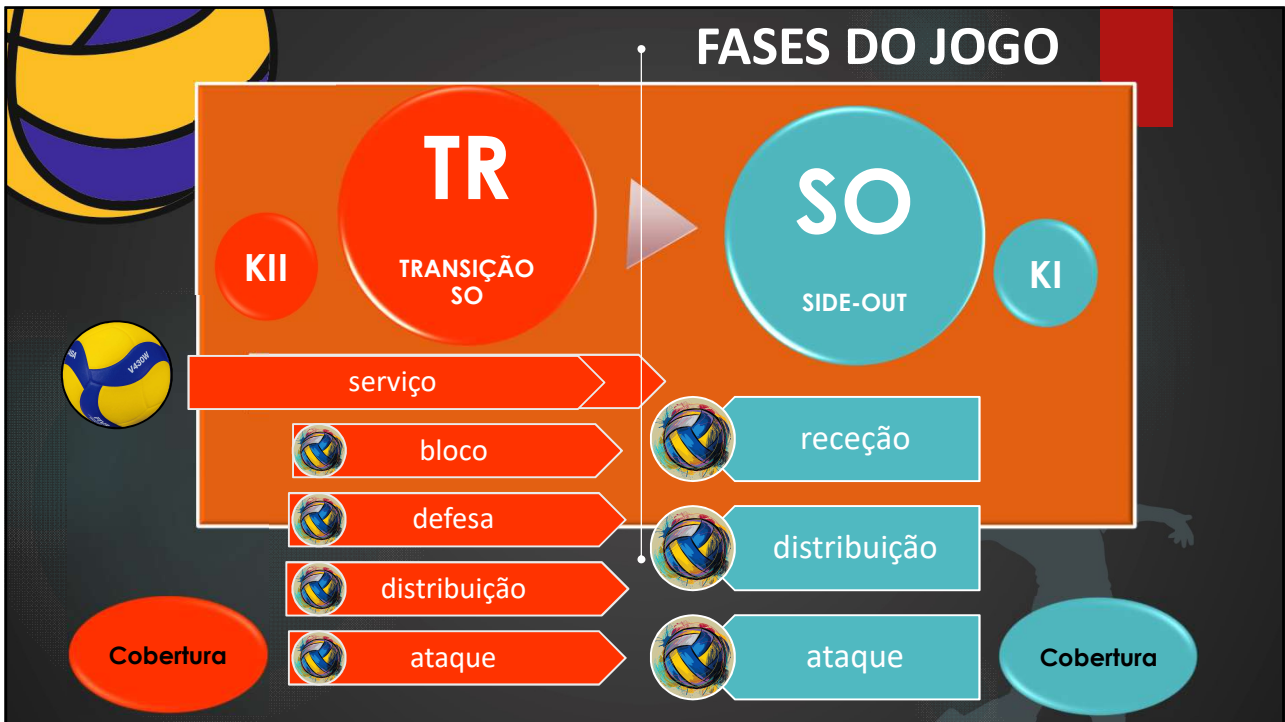 FASES DO JOGO
TR
TRANSIÇÃO
SO
KII
SO
SIDE-OUT
KI
V430W
serviço
bloco
defesa
distribuição
ataque
Cobertura
receção
distribuição
ataque
Cobertura